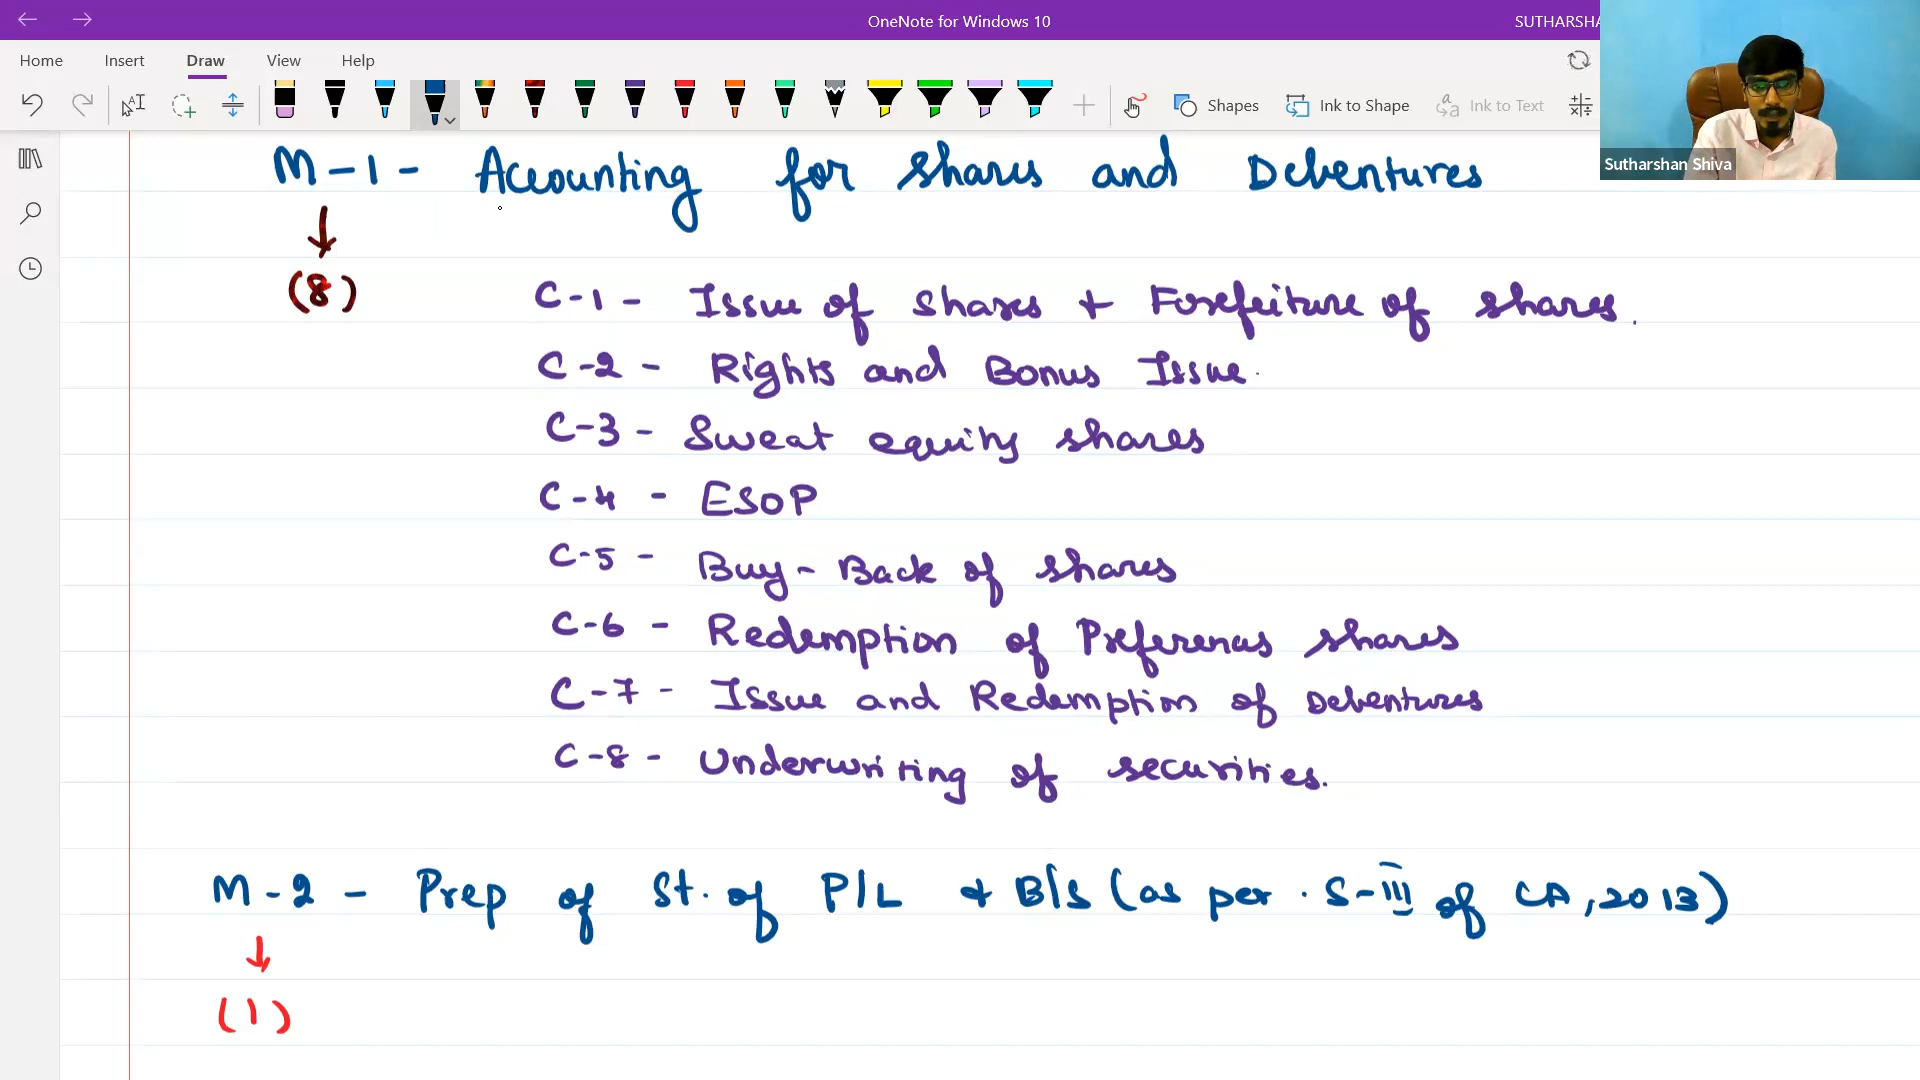 OneNote for Windows 10
SUTHARSHA
Home Insert Draw View Help
Shapes Ink to Shape Ink to Text
Sutharshan Shiva
M-1- Accounting for shares and Debentures
(8)
C-1- Issue of shares + Forefeiture of shares.
C-2- Rights and Bonus Issue.
C-3- Sweat equity shares
C-4 - ESOP
C-5- Buy-Back of shares
C-6- Redemption of Preferences shares
C-7- Issue and Redemption of Debentures
C-8- Underwriting of securities.
M-2- Prep of St. of P/L & B/S (as per. S-III of CA, 2013)
(1)